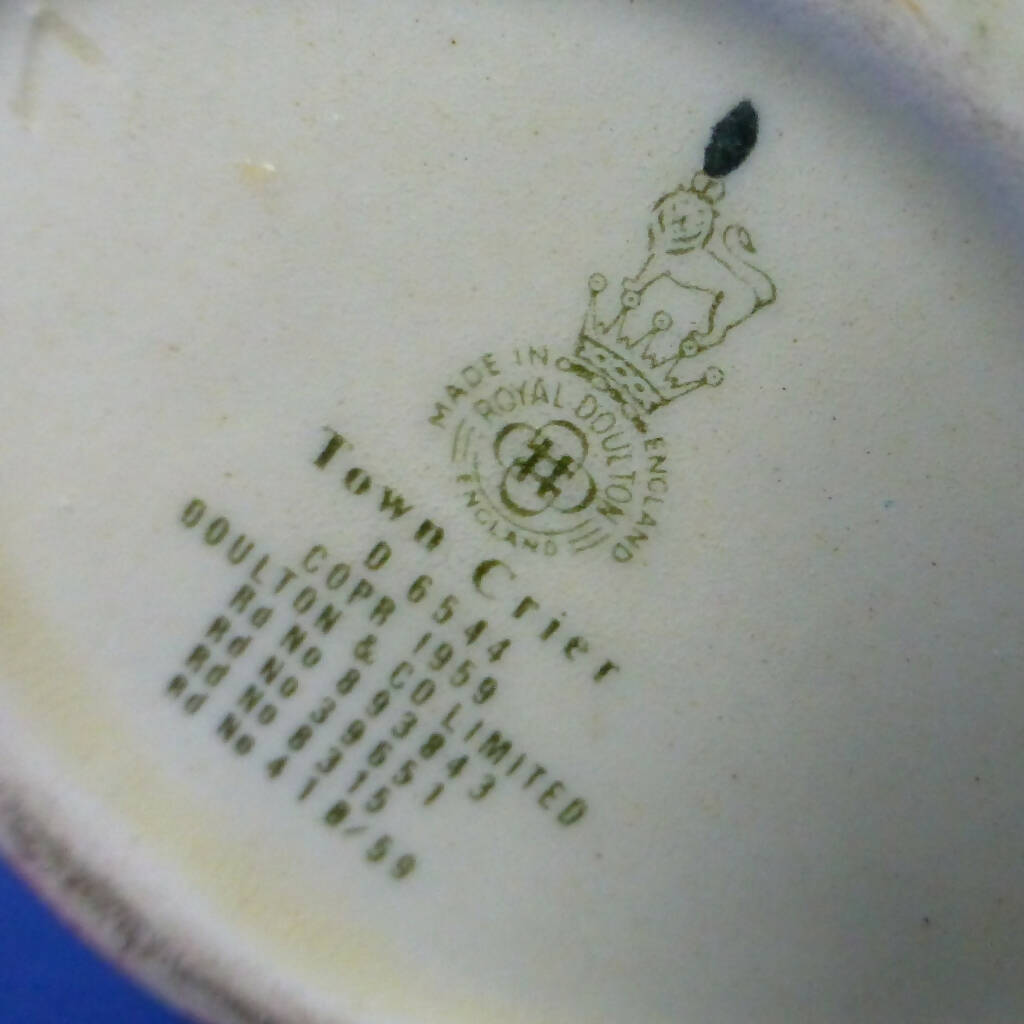 MADE IN ENGLAND
ROYAL DOULTON
ENGLAND
Town Crier
D 6544
COPR 1959
DOULTON & CO LIMITED
Rd No 893843
Rd No 39651
Rd No 8315
Rd No 418/59